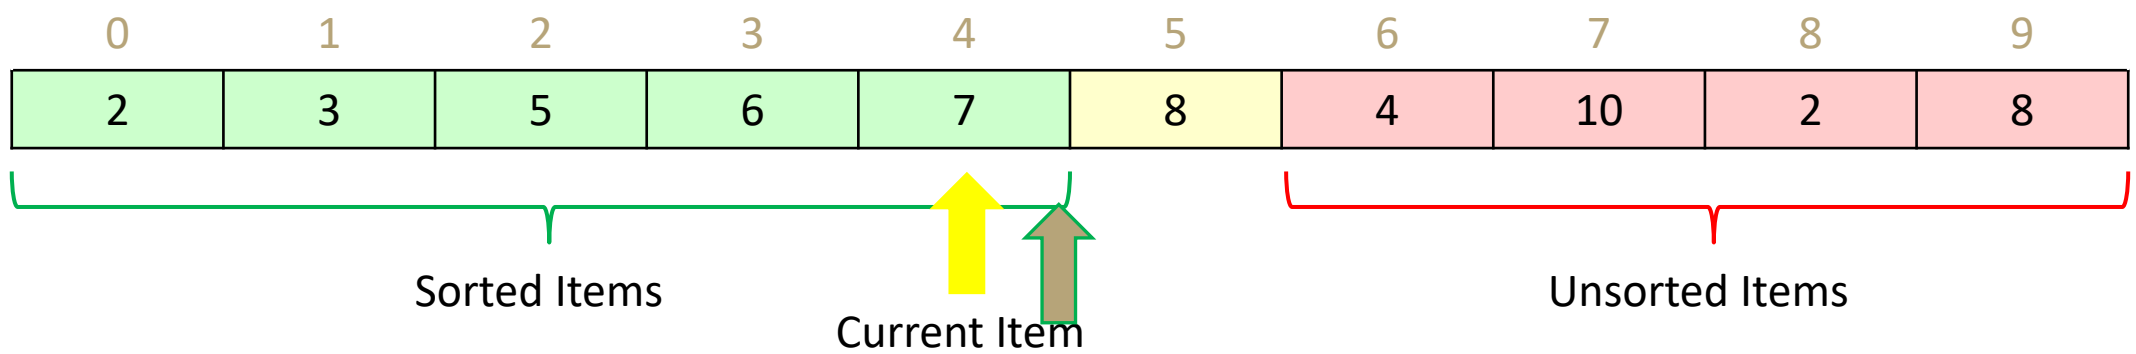 0 1 2 3 4 5 6 7 8 9
2 3 5 6 7 8 4 10 2 8
Sorted Items
Unsorted Items
Current Item